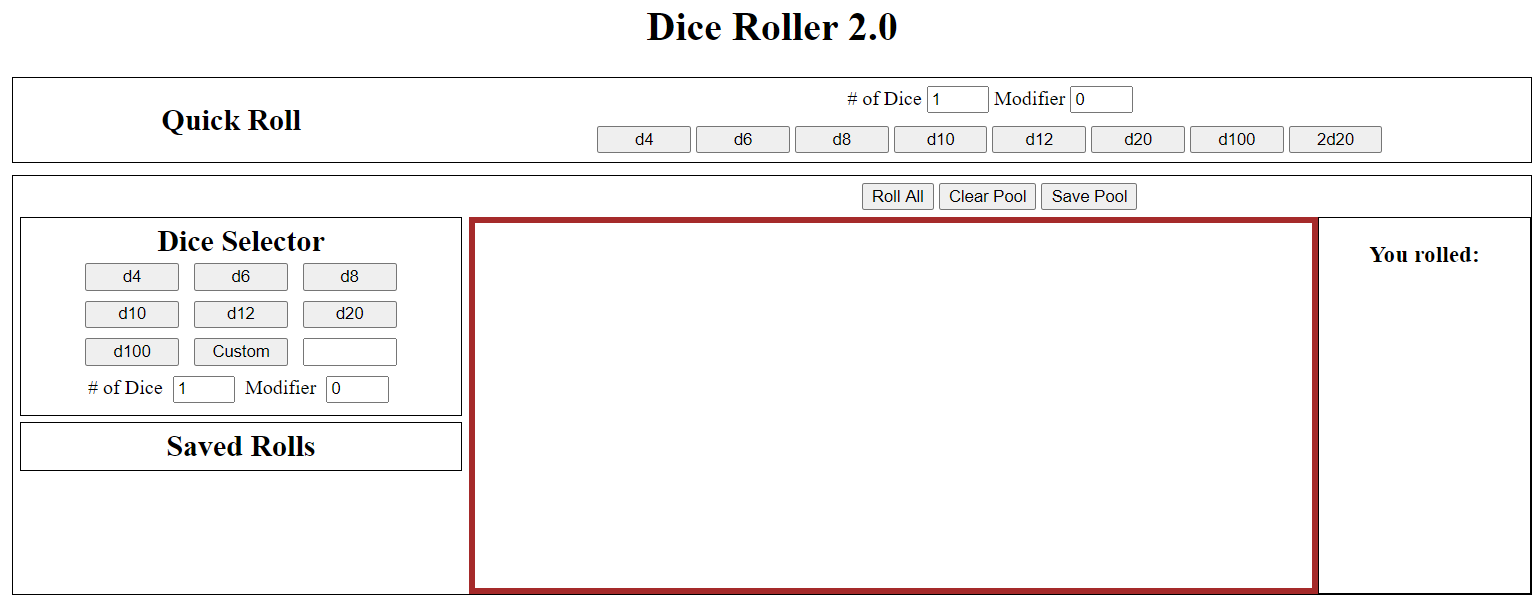 Dice Roller 2.0
Quick Roll
# of Dice 1 Modifier 0
d4 d6 d8 d10 d12 d20 d100 2d20
Roll All Clear Pool Save Pool
Dice Selector
d4 d6 d8
d10 d12 d20
d100 Custom
# of Dice 1 Modifier 0
Saved Rolls
You rolled: